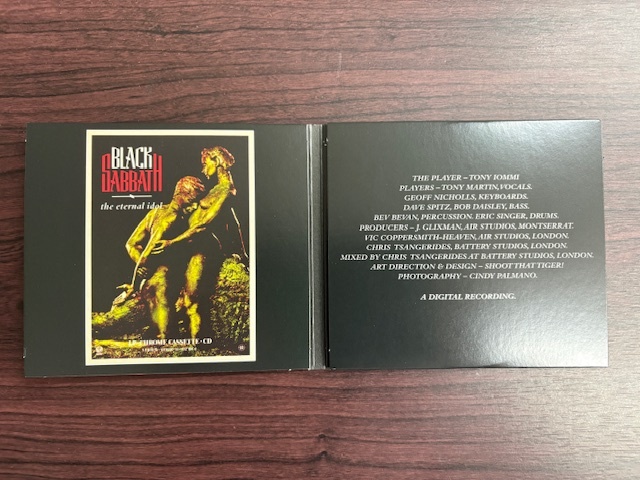 BLACK
SABBATH
the eternal idol
LP · CHROME CASSETTE · CD
THE PLAYER – TONY IOMMI
PLAYERS – TONY MARTIN, VOCALS.
GEOFF NICHOLLS, KEYBOARDS.
DAVE SPITZ, BOB DAISLEY, BASS.
BEV BEVAN, PERCUSSION. ERIC SINGER, DRUMS.
PRODUCERS – J. GLIXMAN, AIR STUDIOS, MONTSERRAT.
VIC COPPERSMITH-HEAVEN, AIR STUDIOS, LONDON.
CHRIS TSANGERIDES, BATTERY STUDIOS, LONDON.
MIXED BY CHRIS TSANGERIDES AT BATTERY STUDIOS, LONDON.
ART DIRECTION & DESIGN – SHOOT THAT TIGER!
PHOTOGRAPHY – CINDY PALMANO.
A DIGITAL RECORDING.